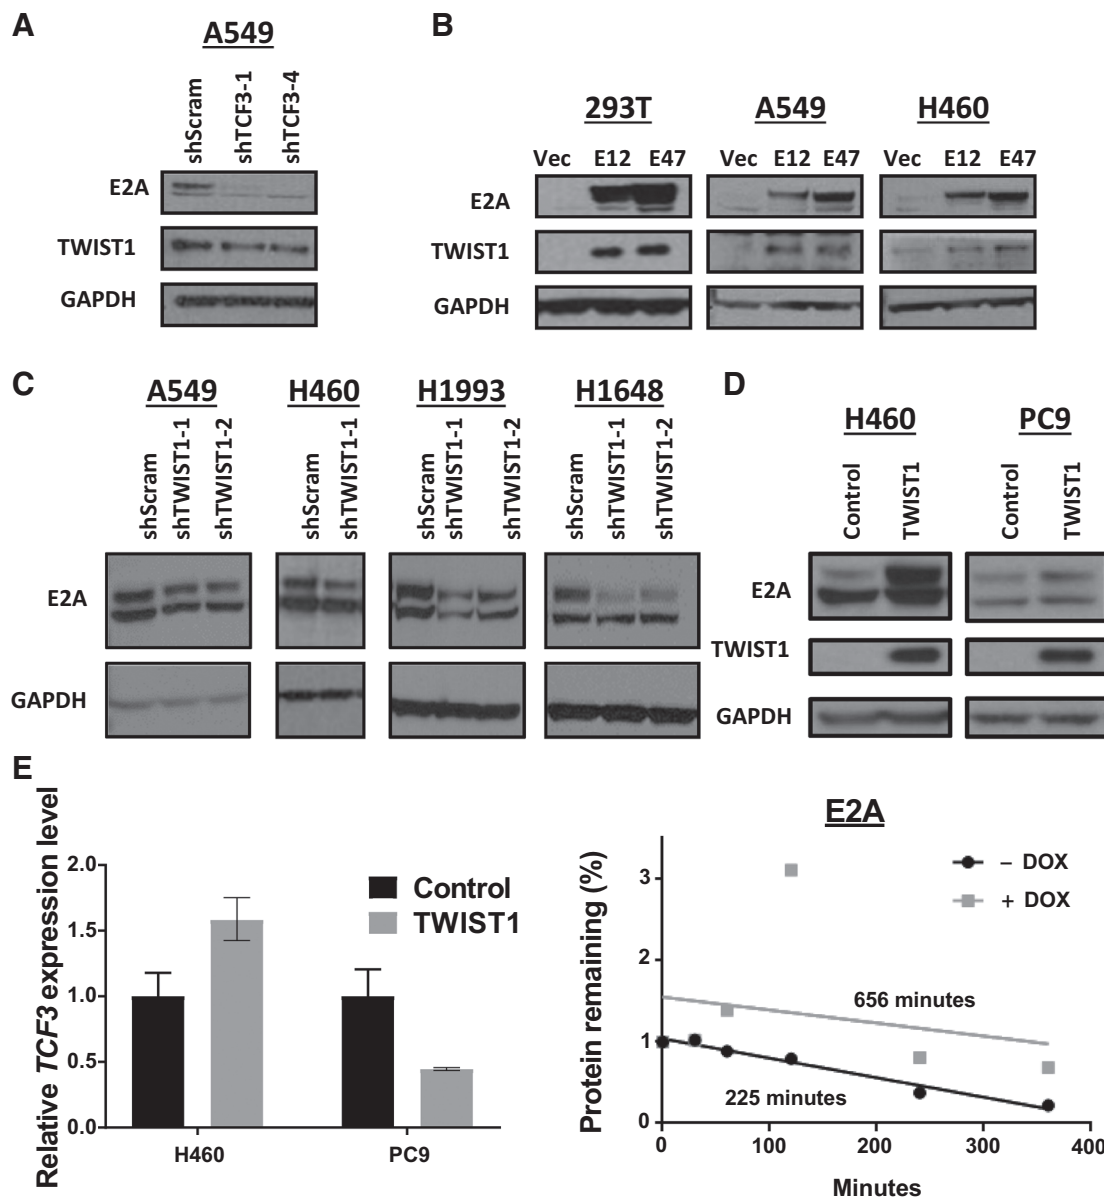 A
A549
shScram
shTCF3-1
shTCF3-4
E2A
TWIST1
GAPDH
B
293T A549 H460
Vec E12 E47 Vec E12 E47 Vec E12 E47
E2A
TWIST1
GAPDH
C
A549 H460 H1993 H1648
shScram
shTWIST1-1
shTWIST1-2
shScram
shTWIST1-1
shScram
shTWIST1-1
shTWIST1-2
shScram
shTWIST1-1
shTWIST1-2
E2A
GAPDH
D
H460 PC9
Control
TWIST1
Control
TWIST1
E2A
TWIST1
GAPDH
E
Relative TCF3 expression level
2.0
1.5
1.0
0.5
0.0
Control
TWIST1
H460 PC9
E2A
Protein remaining (%)
3
2
1
0
– DOX
+ DOX
656 minutes
225 minutes
0 100 200 300 400
Minutes